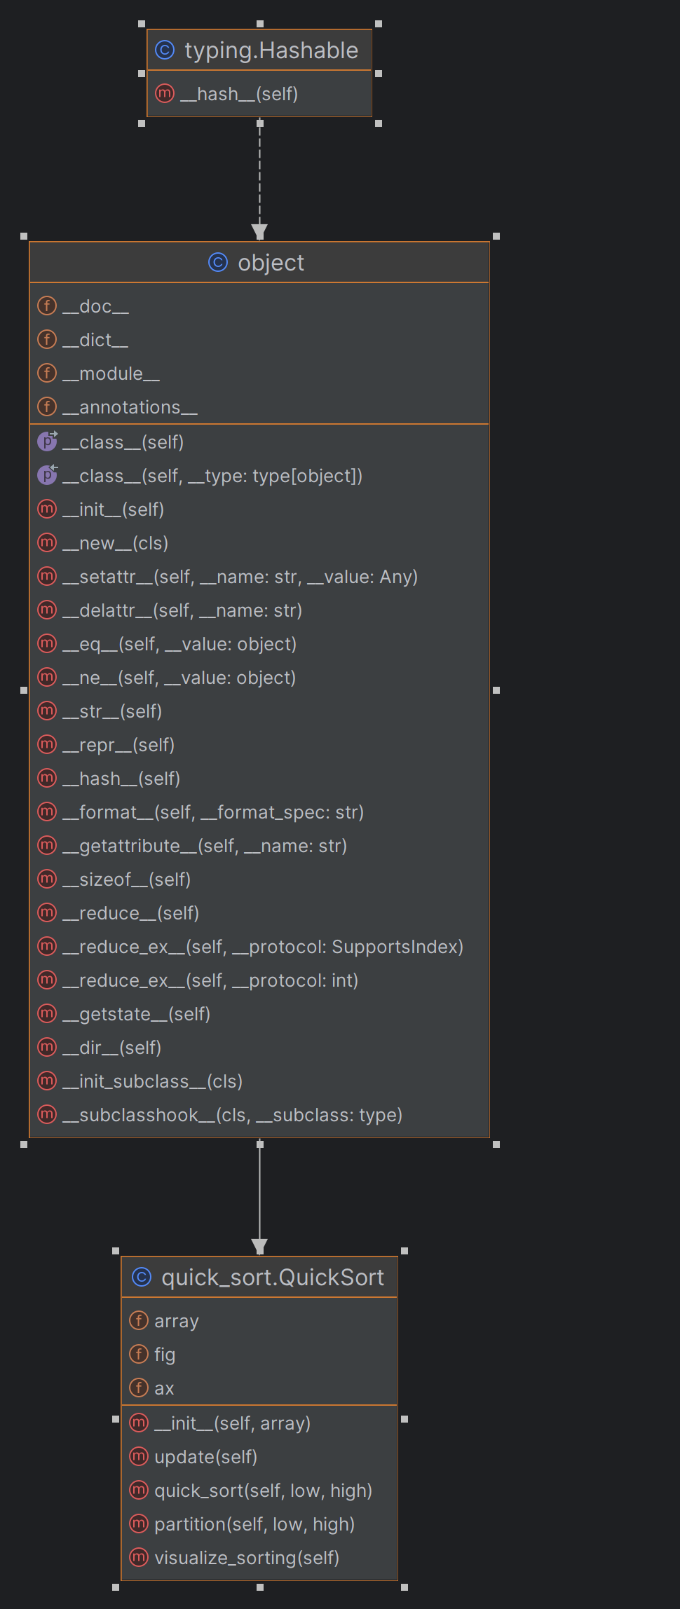 C typing.Hashable
m __hash__(self)
C object
f __doc__
f __dict__
f __module__
f __annotations__
p __class__(self)
p __class__(self, __type: type[object])
m __init__(self)
m __new__(cls)
m __setattr__(self, __name: str, __value: Any)
m __delattr__(self, __name: str)
m __eq__(self, __value: object)
m __ne__(self, __value: object)
m __str__(self)
m __repr__(self)
m __hash__(self)
m __format__(self, __format_spec: str)
m __getattribute__(self, __name: str)
m __sizeof__(self)
m __reduce__(self)
m __reduce_ex__(self, __protocol: SupportsIndex)
m __reduce_ex__(self, __protocol: int)
m __getstate__(self)
m __dir__(self)
m __init_subclass__(cls)
m __subclasshook__(cls, __subclass: type)
C quick_sort.QuickSort
f array
f fig
f ax
m __init__(self, array)
m update(self)
m quick_sort(self, low, high)
m partition(self, low, high)
m visualize_sorting(self)